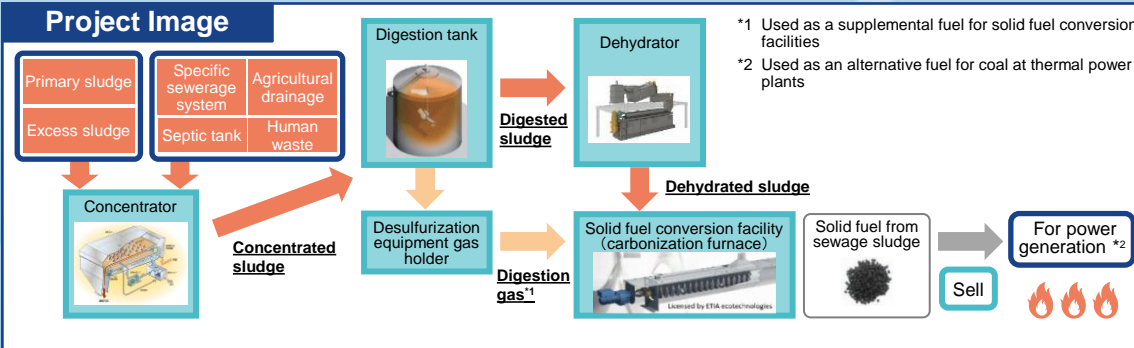 Project Image
Primary sludge
Excess sludge
Specific
sewerage
system
Agricultural
drainage
Septic tank
Human
waste
Concentrator
Concentrated
sludge
Digestion tank
Digested
sludge
Dehydrator
Dehydrated sludge
Desulfurization
equipment gas
holder
Digestion
gas*1
Solid fuel conversion facility
(carbonization furnace)
Licensed by ETIA ecotechnologies
Solid fuel from
sewage sludge
Sell
For power
generation *2
*1 Used as a supplemental fuel for solid fuel conversion
facilities
*2 Used as an alternative fuel for coal at thermal power
plants